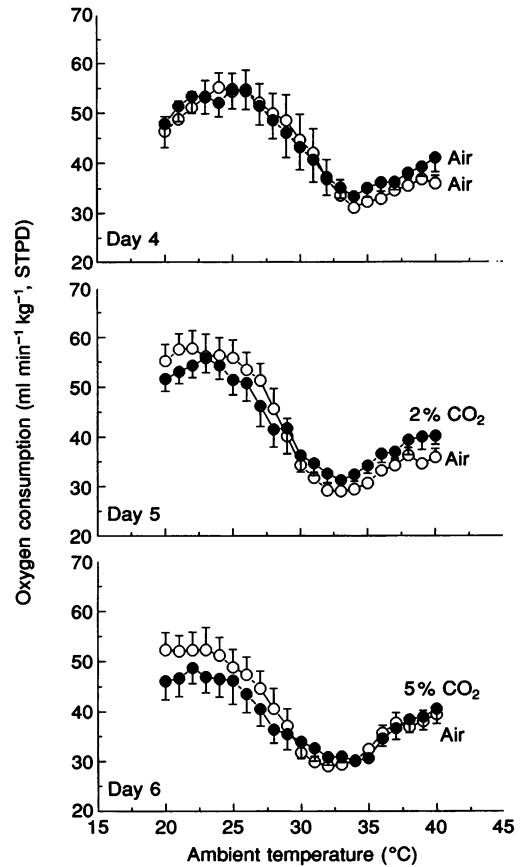 70
60
50
40
30
20
Air
Air
Day 4
70
60
50
40
30
20
2% CO₂
Air
Day 5
70
60
50
40
30
20
10
5% CO₂
Air
Day 6
15 20 25 30 35 40 45
Ambient temperature (°C)
Oxygen consumption (ml min⁻¹ kg⁻¹, STPD)